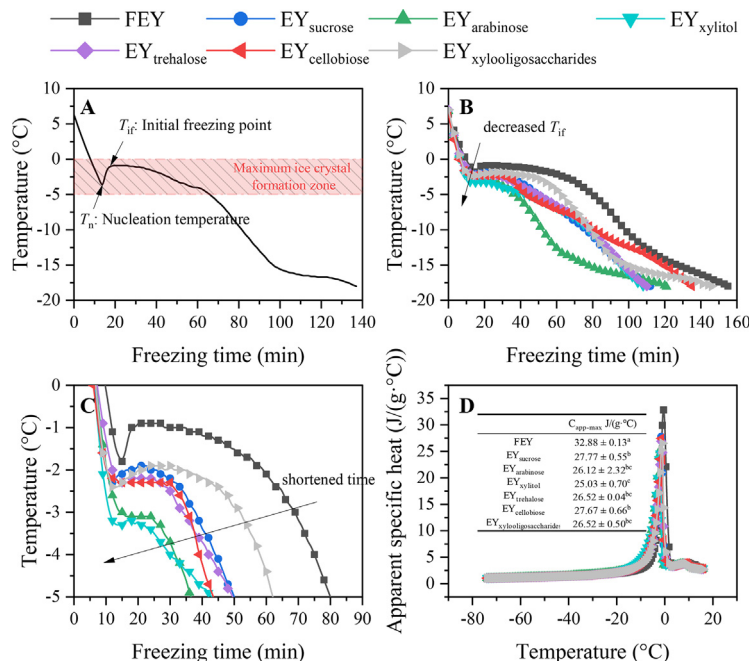 FEY EYsucrose EYarabinose EYxylitol
EYtrehalose EYcellobiose EYxylooligosaccharides
A
Tif: Initial freezing point
Maximum ice crystal
formation zone
Tn: Nucleation temperature
10
5
0
-5
-10
-15
-20
0 20 40 60 80 100 120 140
Temperature (°C)
Freezing time (min)
B
decreased Tif
10
5
0
-5
-10
-15
-20
0 20 40 60 80 100 120 140 160
Temperature (°C)
Freezing time (min)
C
shortened time
0
-1
-2
-3
-4
-5
0 10 20 30 40 50 60 70 80 90
Temperature (°C)
Freezing time (min)
D
Capp-max J/(g·°C)
FEY 32.88 ± 0.13a
EYsucrose 27.77 ± 0.55b
EYarabinose 26.12 ± 2.32bc
EYxylitol 25.03 ± 0.70c
EYtrehalose 26.52 ± 0.04bc
EYcellobiose 27.67 ± 0.66b
EYxylooligosaccharides 26.52 ± 0.50bc
35
30
25
20
15
10
5
0
-80 -60 -40 -20 0 20
Apparent specific heat (J/(g·°C))
Temperature (°C)